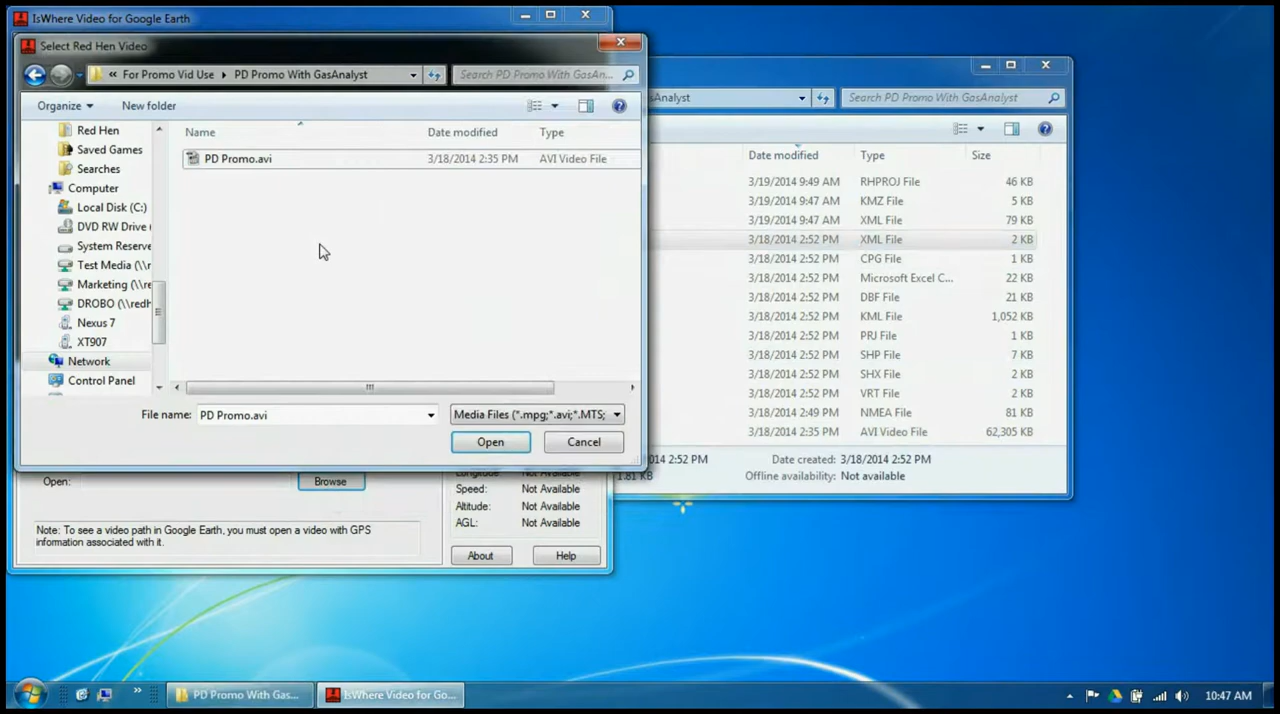 IsWhere Video for Google Earth
Select Red Hen Video
« For Promo Vid Use ▸ PD Promo With GasAnalyst
Search PD Promo With GasAn...
Organize
New folder
Name
Date modified
Type
Red Hen
Saved Games
Searches
Computer
Local Disk (C:)
DVD RW Drive
System Reserve
Test Media (\\r
Marketing (\\re
DROBO (\\redh
Nexus 7
XT907
Network
Control Panel
PD Promo.avi 3/18/2014 2:35 PM AVI Video File
File name: PD Promo.avi
Media Files (*.mpg;*.avi;*.MTS;
Open
Cancel
sAnalyst
Search PD Promo With GasAnalyst
Date modified Type Size
3/19/2014 9:49 AM RHPROJ File 46 KB
3/19/2014 9:47 AM KMZ File 5 KB
3/19/2014 9:47 AM XML File 79 KB
3/18/2014 2:52 PM XML File 2 KB
3/18/2014 2:52 PM CPG File 1 KB
3/18/2014 2:52 PM Microsoft Excel C... 22 KB
3/18/2014 2:52 PM DBF File 21 KB
3/18/2014 2:52 PM KML File 1,052 KB
3/18/2014 2:52 PM PRJ File 1 KB
3/18/2014 2:52 PM SHP File 7 KB
3/18/2014 2:52 PM SHX File 2 KB
3/18/2014 2:52 PM VRT File 2 KB
3/18/2014 2:49 PM NMEA File 81 KB
3/18/2014 2:35 PM AVI Video File 62,305 KB
014 2:52 PM Date created: 3/18/2014 2:52 PM
1.81 KB Offline availability: Not available
Open:
Browse
Note: To see a video path in Google Earth, you must open a video with GPS
information associated with it.
Longitude: Not Available
Speed: Not Available
Altitude: Not Available
AGL: Not Available
About
Help
PD Promo With Gas...
IsWhere Video for Go...
10:47 AM